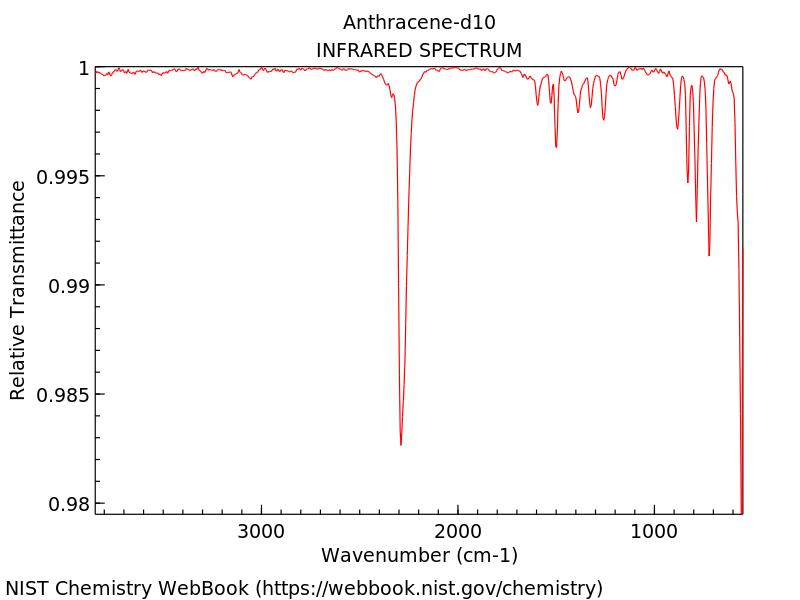 Anthracene-d10
INFRARED SPECTRUM
1
0.995
0.99
0.985
0.98
Relative Transmittance
3000 2000 1000
Wavenumber (cm-1)
NIST Chemistry WebBook (https://webbook.nist.gov/chemistry)